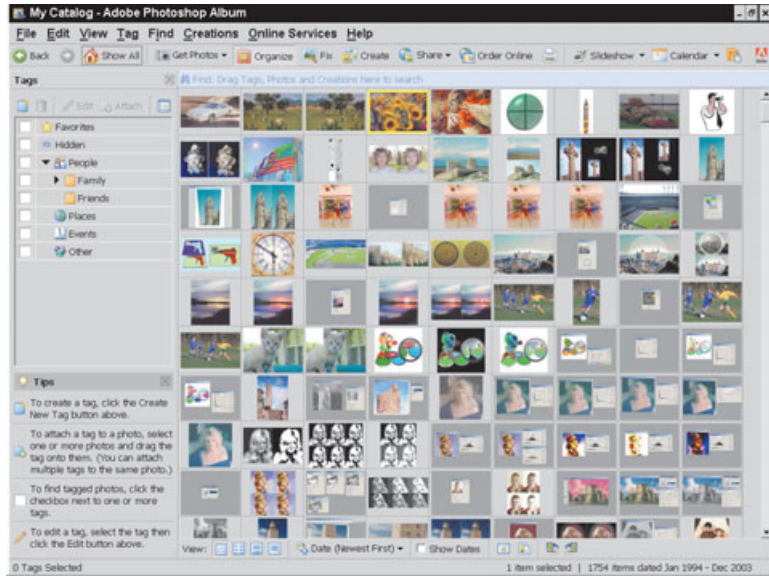 My Catalog - Adobe Photoshop Album
File Edit View Tag Find Creations Online Services Help
Back Show All Get Photos Organize Fix Create Share Order Online Slideshow Calendar
Tags
Find: Drag Tags, Photos and Creations here to search
Edit Attach
Favorites
Hidden
People
Family
Friends
Places
Events
Other
Tips
To create a tag, click the Create
New Tag button above.
To attach a tag to a photo, select
one or more photos and drag the
tag onto them. (You can attach
multiple tags to the same photo.)
To find tagged photos, click the
checkbox next to one or more
tags.
To edit a tag, select the tag then
click the Edit button above.
View: Date (Newest First) Show Dates
0 Tags Selected
1 item selected | 1754 items dated Jan 1994 - Dec 2003